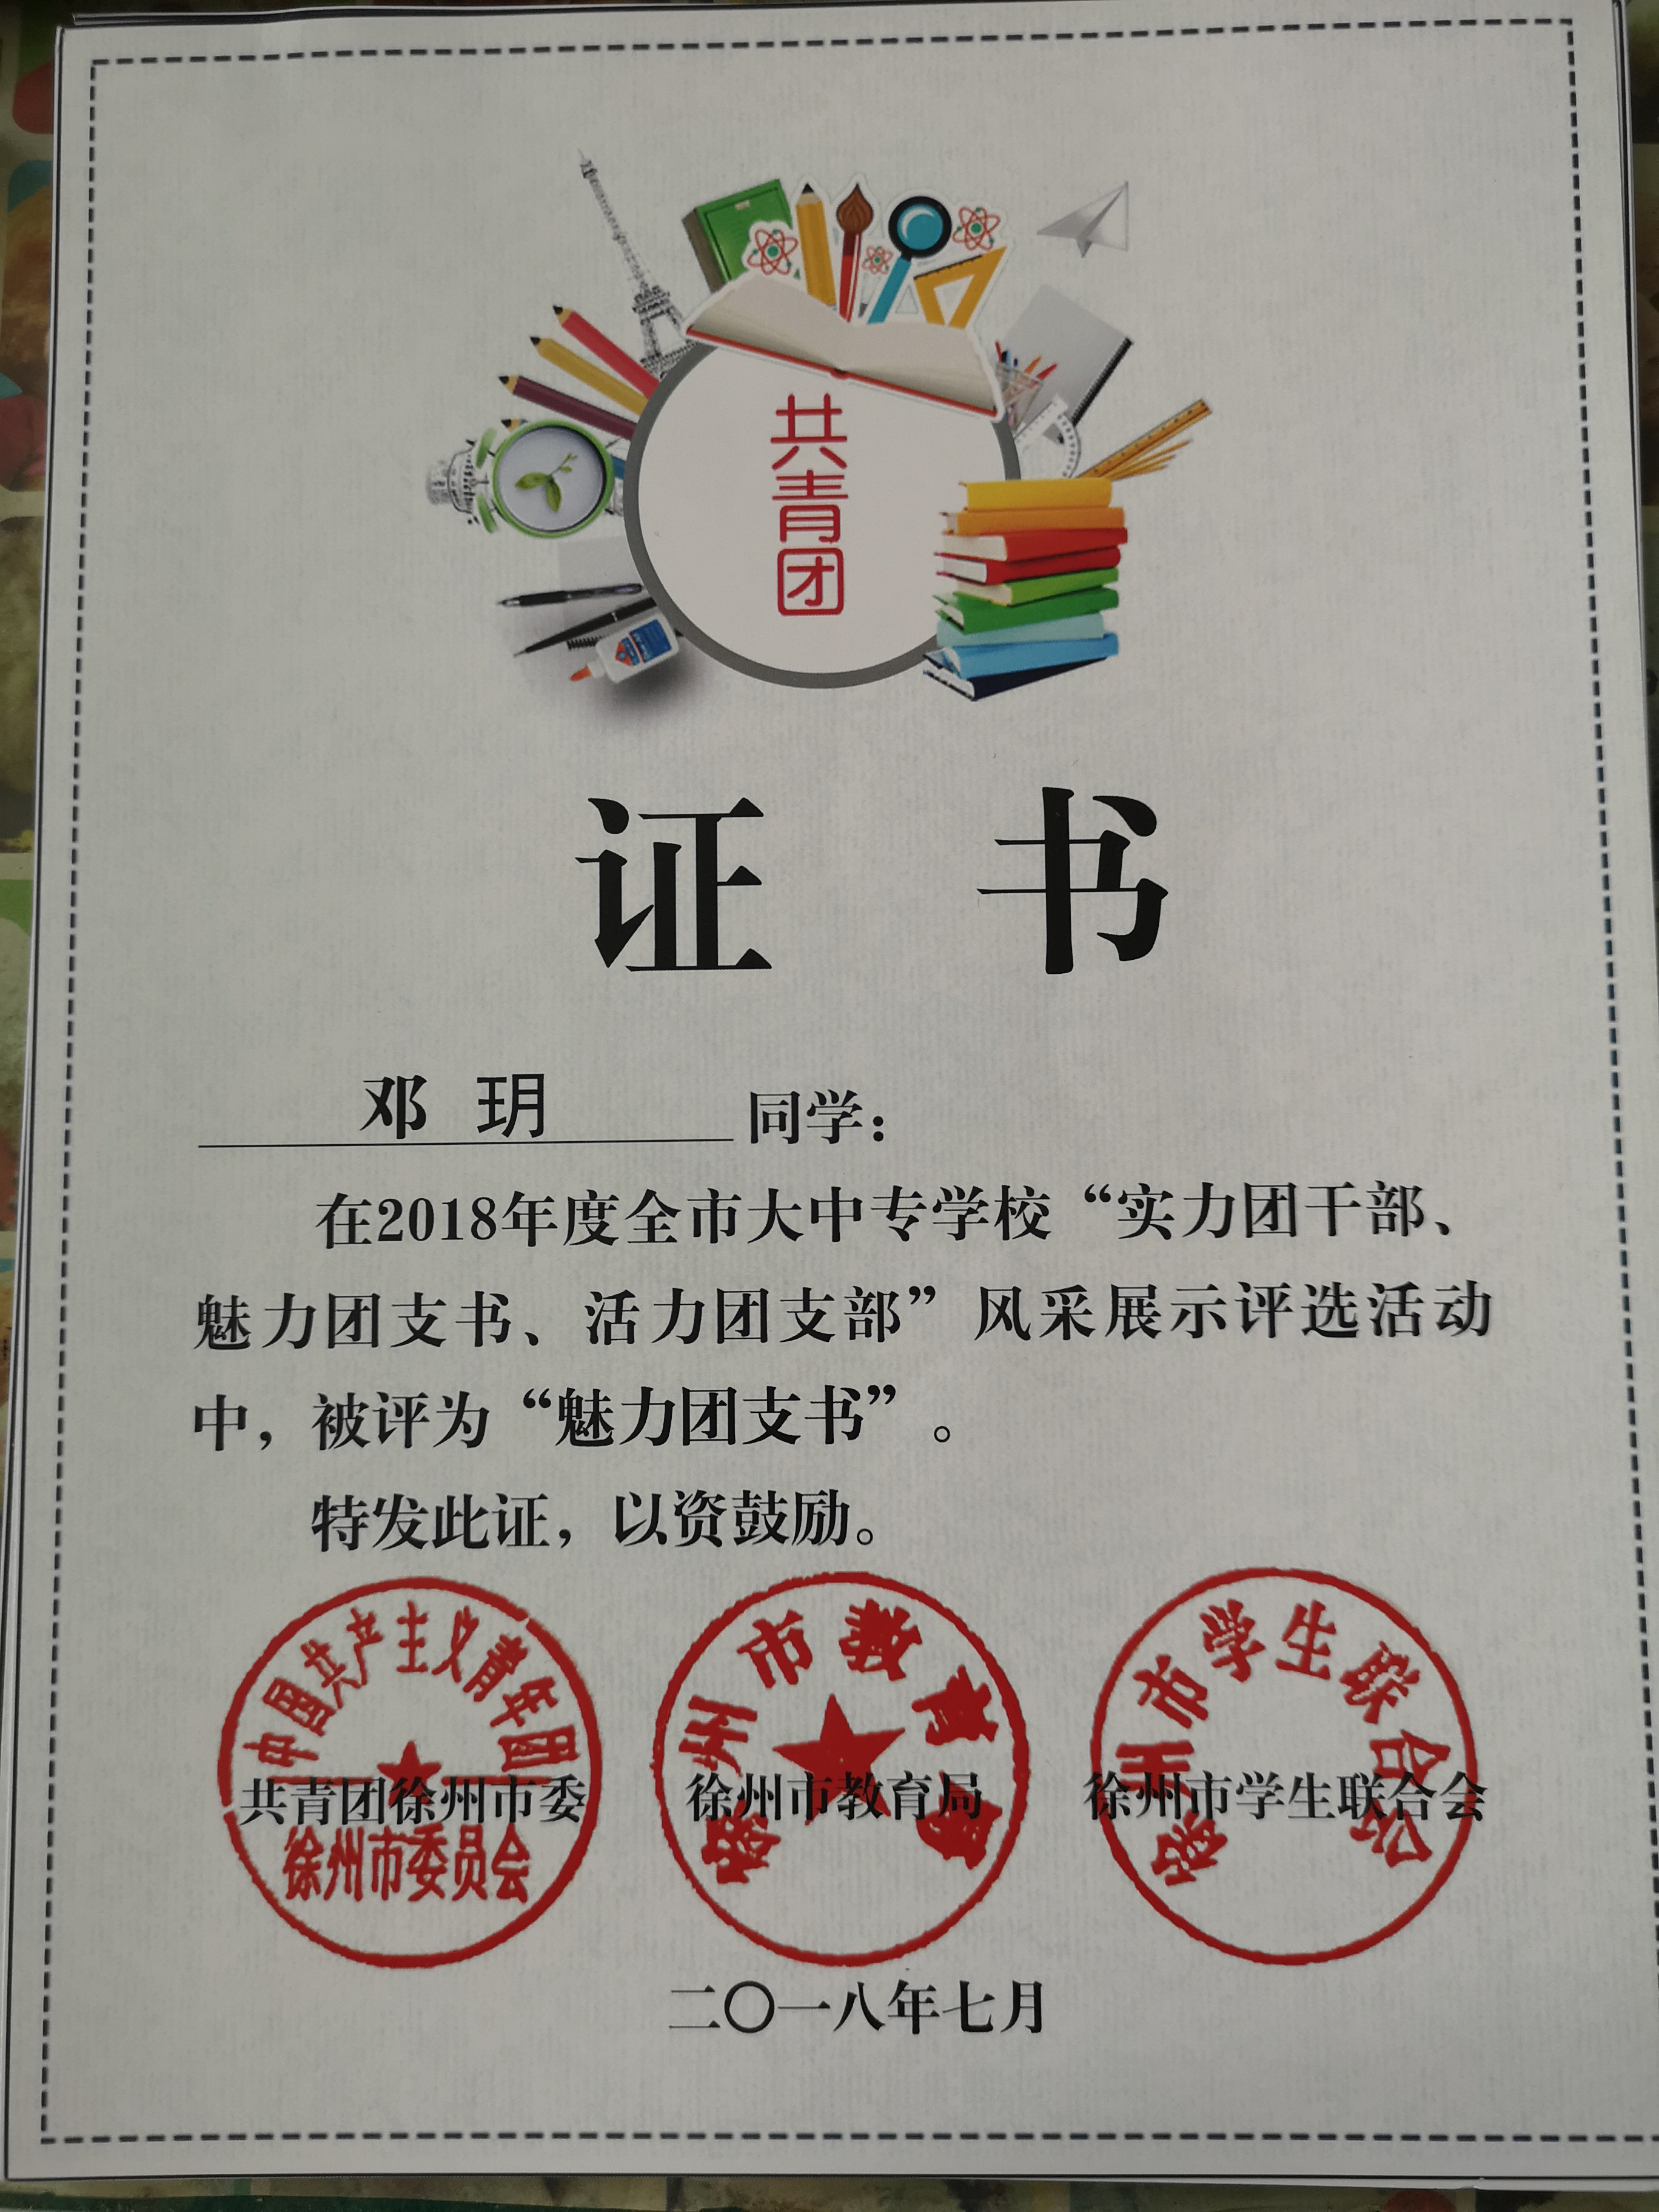 共
青
团
证 书
邓 玥 同学：
在2018年度全市大中专学校“实力团干部、
魅力团支书、活力团支部”风采展示评选活动
中，被评为“魅力团支书”。
特发此证，以资鼓励。
中国共产主义青年团
徐州市委员会
共青团徐州市委
徐州市教育局
徐州市教育局
徐州市学生联合会
徐州市学生联合会
二〇一八年七月